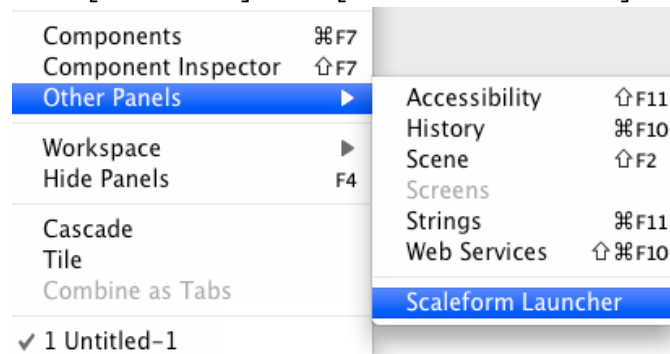 Components ⌘F7
Component Inspector ⇧F7
Other Panels ▶
Workspace ▶
Hide Panels F4
Cascade
Tile
Combine as Tabs
✓ 1 Untitled-1
Accessibility ⇧F11
History ⌘F10
Scene ⇧F2
Screens
Strings ⌘F11
Web Services ⇧⌘F10
Scaleform Launcher